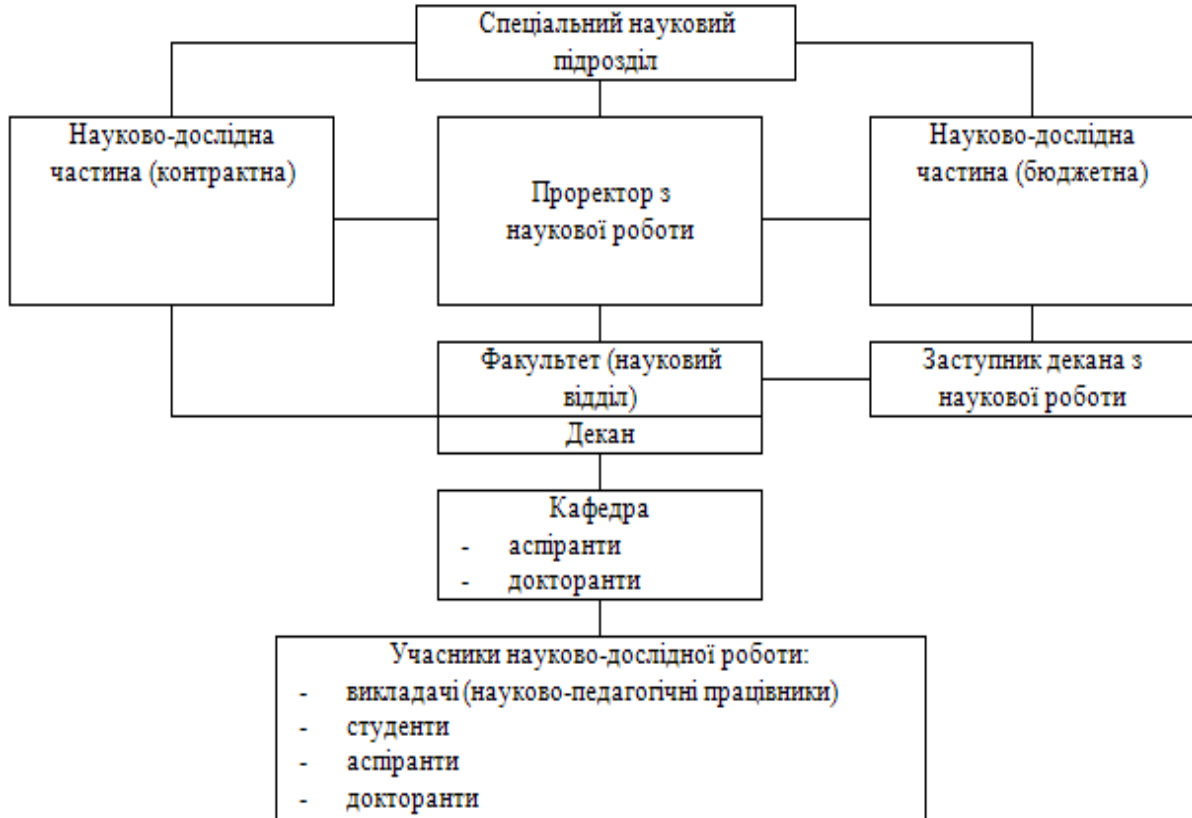 Спеціальний науковий
підрозділ
Науково-дослідна
частина (контрактна)
Проректор з
наукової роботи
Науково-дослідна
частина (бюджетна)
Факультет (науковий
відділ)
Декан
Заступник декана з
наукової роботи
Кафедра
- аспіранти
- докторанти
Учасники науково-дослідної роботи:
- викладачі (науково-педагогічні працівники)
- студенти
- аспіранти
- докторанти